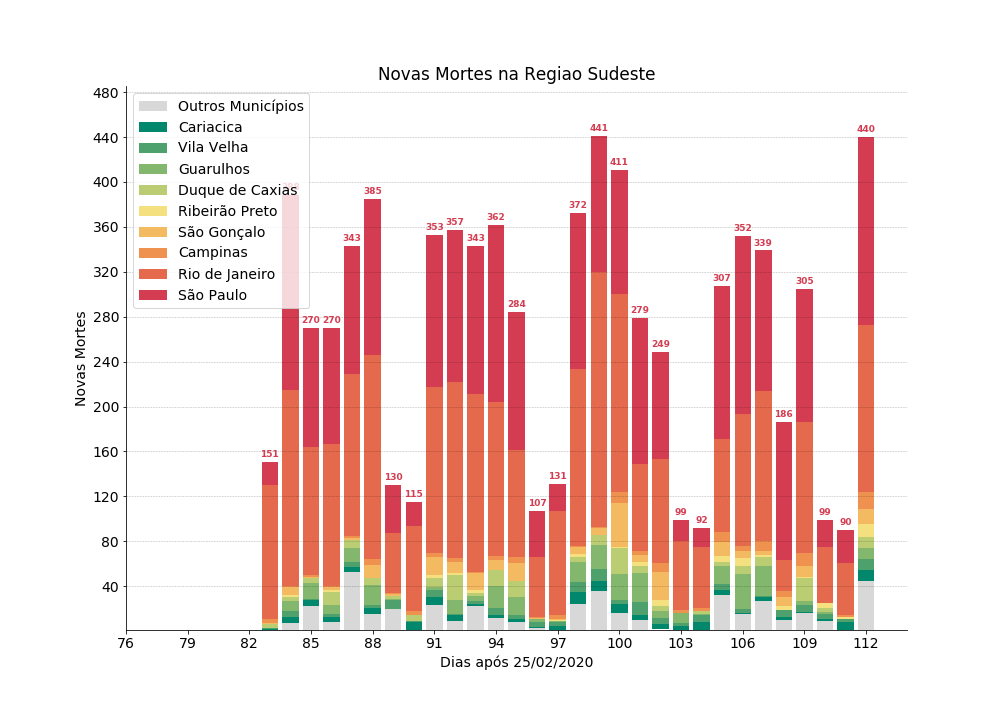 Novas Mortes na Regiao Sudeste
Novas Mortes
480
440
400
360
320
280
240
200
160
120
80
40
Outros Municípios
Cariacica
Vila Velha
Guarulhos
Duque de Caxias
Ribeirão Preto
São Gonçalo
Campinas
Rio de Janeiro
São Paulo
151
270
270
343
385
130
115
353
357
343
362
284
107
131
372
441
411
279
249
99
92
307
352
339
186
305
99
90
440
76 79 82 85 88 91 94 97 100 103 106 109 112
Dias após 25/02/2020